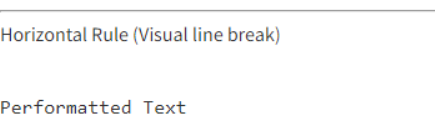 Horizontal Rule (Visual line break)
Performatted Text